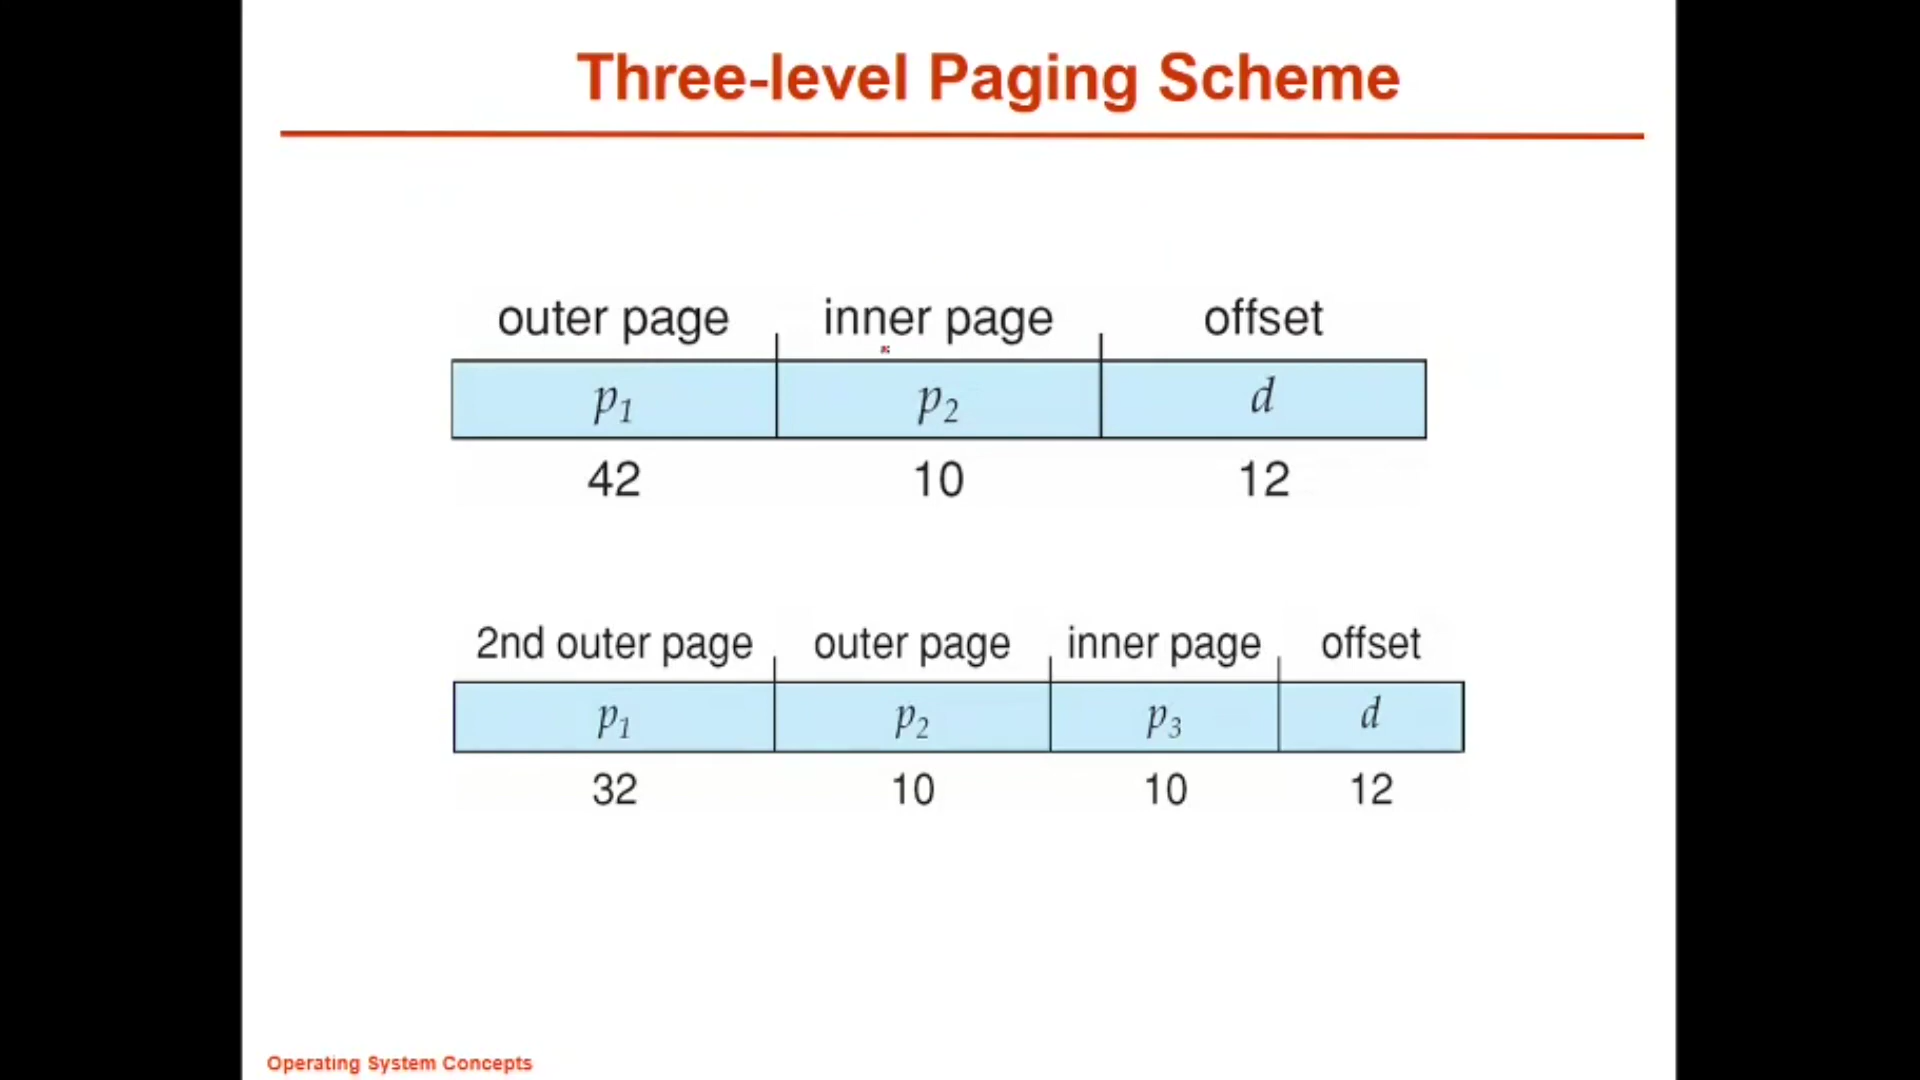 Three-level Paging Scheme
outer page inner page offset
p1 p2 d
42 10 12
2nd outer page outer page inner page offset
p1 p2 p3 d
32 10 10 12
Operating System Concepts